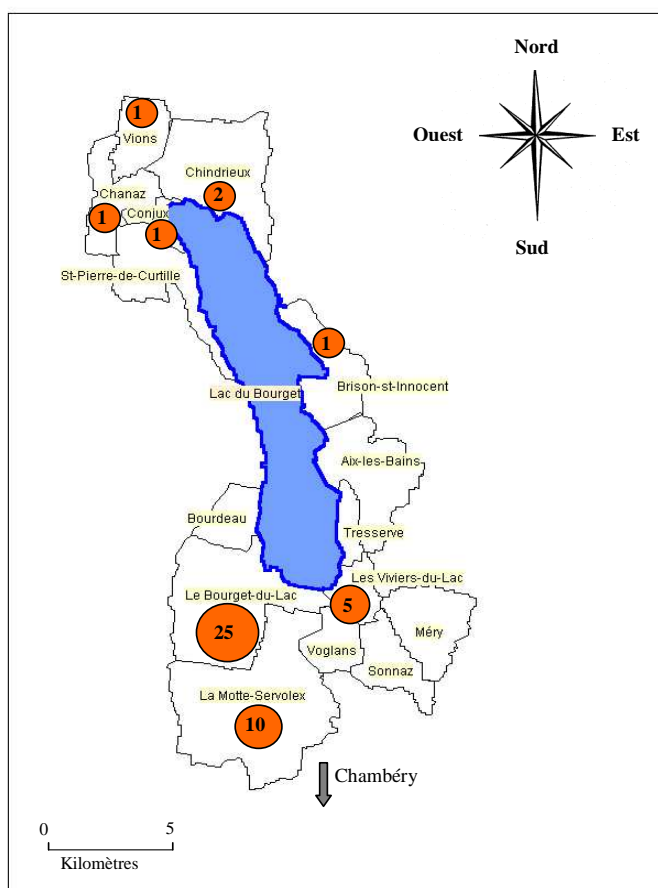 Nord
Ouest
Est
Sud
1
Vions
Chindrieux
2
Chanaz
1
Conjux
1
St-Pierre-de-Curtille
1
Brison-st-Innocent
Lac du Bourget
Aix-les-Bains
Bourdeau
Tresserve
Les Viviers-du-Lac
Le Bourget-du-Lac
5
25
Méry
Voglans
Sonnaz
La Motte-Servolex
10
Chambéry
0 5
Kilomètres